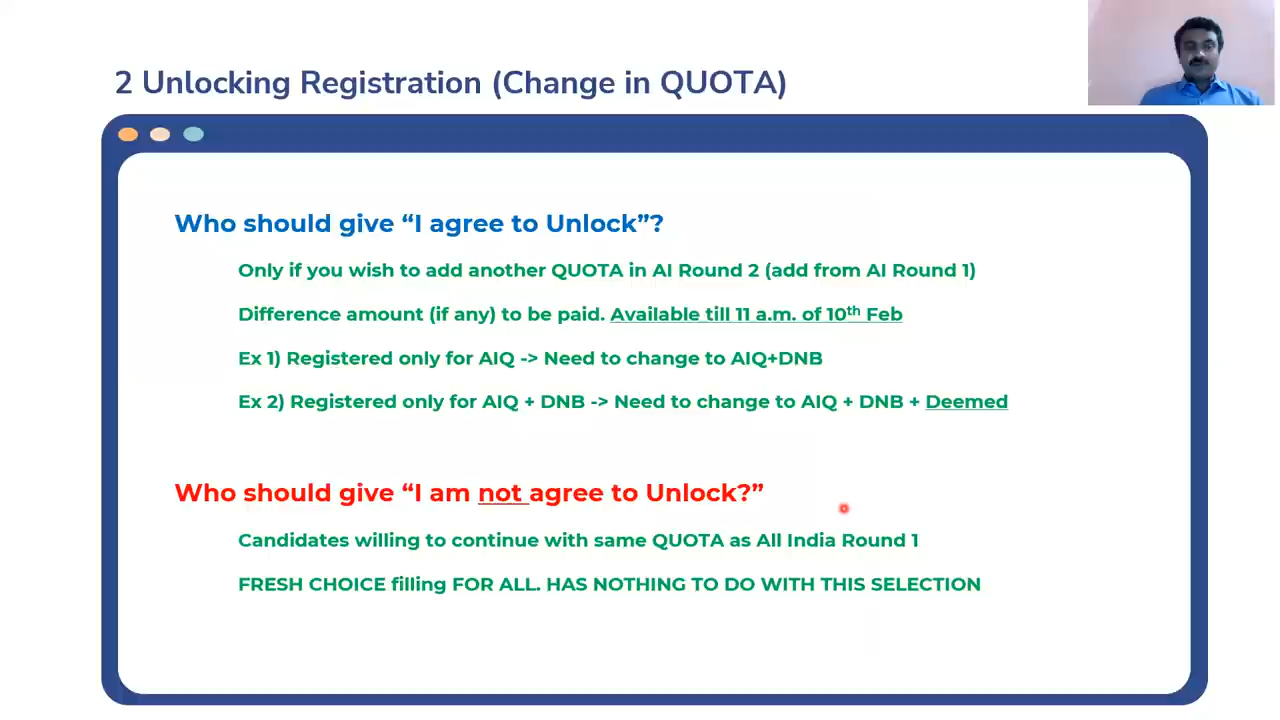 2 Unlocking Registration (Change in QUOTA)
Who should give “I agree to Unlock”?
Only if you wish to add another QUOTA in AI Round 2 (add from AI Round 1)
Difference amount (if any) to be paid. Available till 11 a.m. of 10th Feb
Ex 1) Registered only for AIQ -> Need to change to AIQ+DNB
Ex 2) Registered only for AIQ + DNB -> Need to change to AIQ + DNB + Deemed
Who should give “I am not agree to Unlock?”
Candidates willing to continue with same QUOTA as All India Round 1
FRESH CHOICE filling FOR ALL. HAS NOTHING TO DO WITH THIS SELECTION